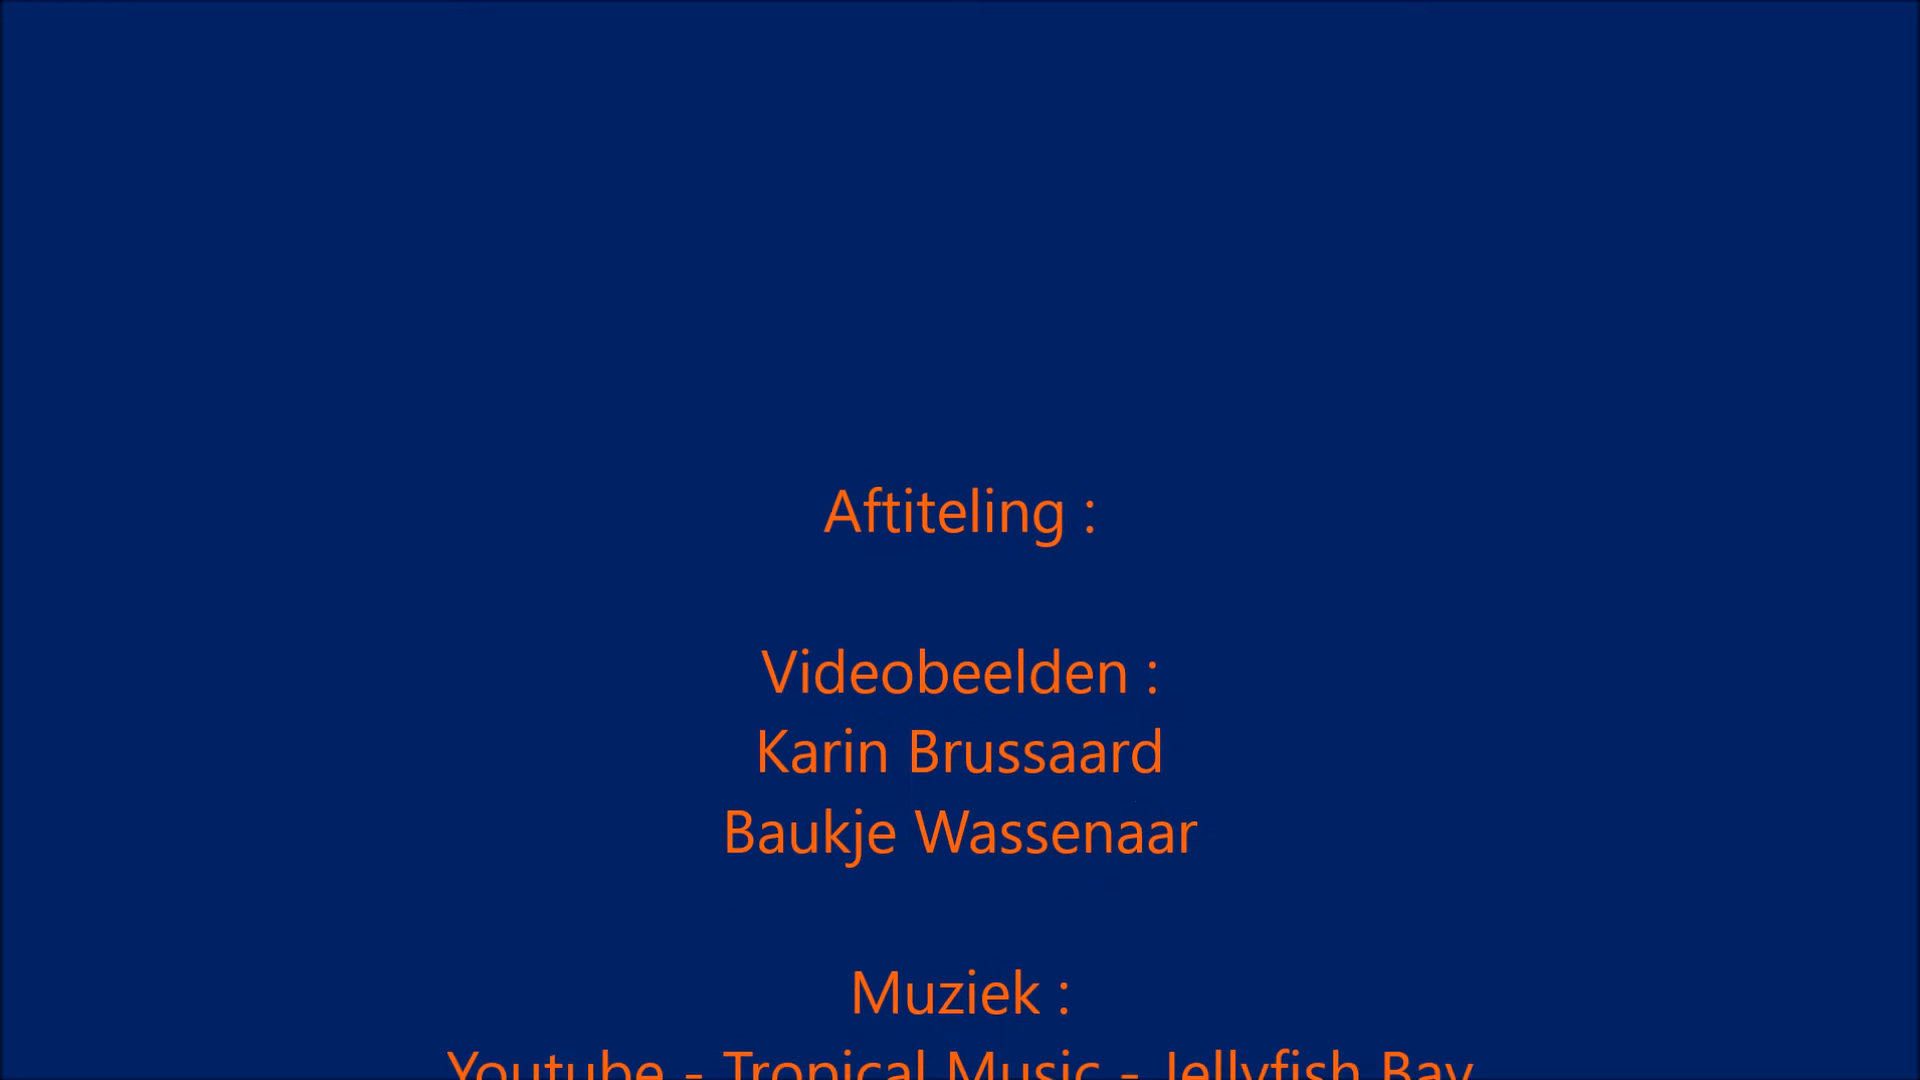 Aftiteling :
Videobeelden :
Karin Brussaard
Baukje Wassenaar
Muziek :
Youtube - Tropical Music - Jellyfish Bay